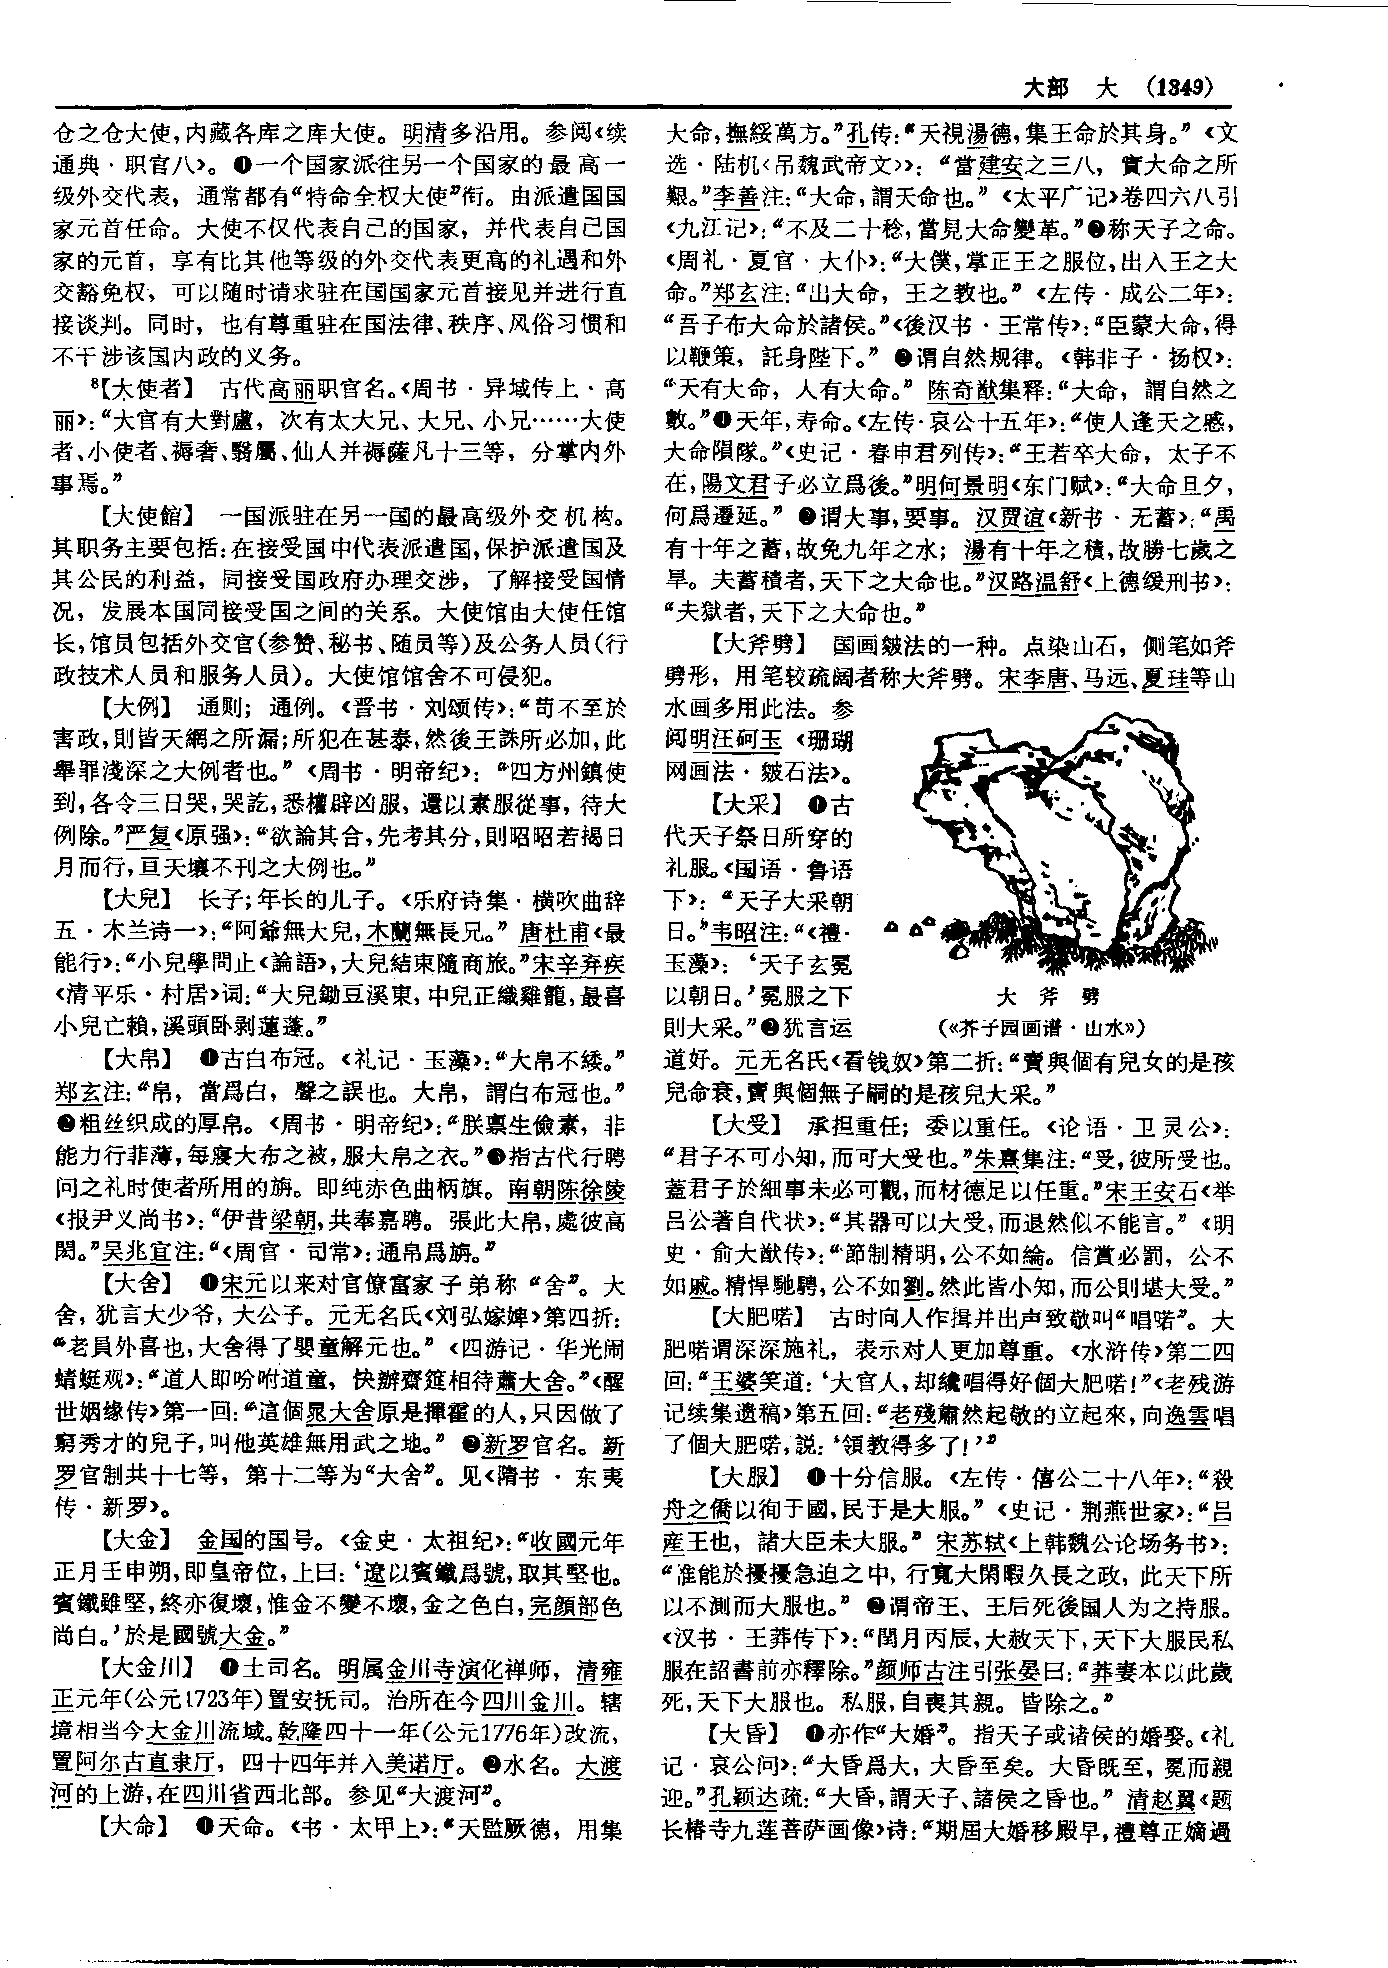 大部　大　（1349）
仓之仓大使，内藏各库之库大使。明清多沿用。参阅《续
通典·职官八》。❶一个国家派往另一个国家的最高一
级外交代表，通常都有“特命全权大使”衔。由派遣国国
家元首任命。大使不仅代表自己的国家，并代表自己国
家的元首，享有比其他等级的外交代表更高的礼遇和外
交豁免权，可以随时请求驻在国国家元首接见并进行直
接谈判。同时，也有尊重驻在国法律、秩序、风俗习惯和
不干涉该国内政的义务。
⁸【大使者】　古代高丽职官名。《周书·异域传上·高
丽》：“大官有大對盧，次有太大兄、大兄、小兄……大使
者、小使者、褥奢、翳屬、仙人并褥薩凡十三等，分掌内外
事焉。”
【大使館】　一国派驻在另一国的最高级外交机构。
其职务主要包括：在接受国中代表派遣国，保护派遣国及
其公民的利益，同接受国政府办理交涉，了解接受国情
况，发展本国同接受国之间的关系。大使馆由大使任馆
长，馆员包括外交官（参赞、秘书、随员等）及公务人员（行
政技术人员和服务人员）。大使馆馆舍不可侵犯。
【大例】　通则；通例。《晋书·刘颂传》：“苟不至於
害政，則皆天網之所漏；所犯在甚泰，然後王誅所必加，此
舉罪淺深之大例者也。”《周书·明帝纪》：“四方州鎮使
到，各令三日哭，哭訖，悉權辟凶服，還以素服從事，待大
例除。”严复《原强》：“欲論其合，先考其分，則昭昭若揭日
月而行，亘天壤不刊之大例也。”
【大兒】　长子；年长的儿子。《乐府诗集·横吹曲辞
五·木兰诗一》：“阿爺無大兒，木蘭無長兄。”唐杜甫《最
能行》：“小兒學問止《論語》，大兒結束隨商旅。”宋辛弃疾
《清平乐·村居》词：“大兒鋤豆溪東，中兒正織雞籠，最喜
小兒亡賴，溪頭卧剥蓮蓬。”
【大帛】　❶古白布冠。《礼记·玉藻》：“大帛不緌。”
郑玄注：“帛，當爲白，聲之誤也。大帛，謂白布冠也。”
❷粗丝织成的厚帛。《周书·明帝纪》：“朕禀生儉素，非
能力行菲薄，每寢大布之被，服大帛之衣。”❸指古代行聘
问之礼时使者所用的旃。即纯赤色曲柄旗。南朝陈徐陵
《报尹义尚书》：“伊昔梁朝，共奉嘉聘。張此大帛，處彼高
閎。”吴兆宜注：“《周官·司常》：通帛爲旃。”
【大舍】　❶宋元以来对官僚富家子弟称“舍”。大
舍，犹言大少爷，大公子。元无名氏《刘弘嫁婢》第四折：
“老員外喜也，大舍得了嬰童解元也。”《四游记·华光闹
蜻蜓观》：“道人即吩咐道童，快辦齋筵相待蕭大舍。”《醒
世姻缘传》第一回：“這個晁大舍原是揮霍的人，只因做了
窮秀才的兒子，叫他英雄無用武之地。”❷新罗官名。新
罗官制共十七等，第十二等为“大舍”。见《隋书·东夷
传·新罗》。
【大金】　金国的国号。《金史·太祖纪》：“收國元年
正月壬申朔，即皇帝位，上曰：‘遼以賓鐵爲號，取其堅也。
賓鐵雖堅，終亦復壞，惟金不變不壞，金之色白，完顏部色
尚白。’於是國號大金。”
【大金川】　❶土司名。明属金川寺演化禅师，清雍
正元年（公元1723年）置安抚司。治所在今四川金川。辖
境相当今大金川流域。乾隆四十一年（公元1776年）改流，
置阿尔古直隶厅，四十四年并入美诺厅。❷水名。大渡
河的上游，在四川省西北部。参见“大渡河”。
【大命】　❶天命。《书·太甲上》：“天監厥德，用集
大命，撫綏萬方。”孔传：“天視湯德，集王命於其身。”《文
选·陆机〈吊魏武帝文〉》：“當建安之三八，實大命之所
艱。”李善注：“大命，謂天命也。”《太平广记》卷四六八引
《九江记》：“不及二十稔，當見大命變革。”❷称天子之命。
《周礼·夏官·大仆》：“大僕，掌正王之服位，出入王之大
命。”郑玄注：“出大命，王之教也。”《左传·成公二年》：
“吾子布大命於諸侯。”《後汉书·王常传》：“臣蒙大命，得
以鞭策，託身陛下。”❸谓自然规律。《韩非子·扬权》：
“天有大命，人有大命。”陈奇猷集释：“大命，謂自然之
數。”❹天年，寿命。《左传·哀公十五年》：“使人逢天之慼，
大命隕隊。”《史记·春申君列传》：“王若卒大命，太子不
在，陽文君子必立爲後。”明何景明《东门赋》：“大命旦夕，
何爲遷延。”❺谓大事，要事。汉贾谊《新书·无蓄》：“禹
有十年之蓄，故免九年之水；湯有十年之積，故勝七歲之
旱。夫蓄積者，天下之大命也。”汉路温舒《上德缓刑书》：
“夫獄者，天下之大命也。”
【大斧劈】　国画皴法的一种。点染山石，侧笔如斧
劈形，用笔较疏阔者称大斧劈。宋李唐、马远、夏珪等山
水画多用此法。参
阅明汪砢玉《珊瑚
网画法·皴石法》。
【大采】　❶古
代天子祭日所穿的
礼服。《国语·鲁语
下》：“天子大采朝
日。”韦昭注：“《禮·
玉藻》：‘天子玄冕
以朝日。’冕服之下
則大采。”❷犹言运
大　斧　劈
（《芥子园画谱·山水》）
道好。元无名氏《看钱奴》第二折：“賣與個有兒女的是孩
兒命衰，賣與個無子嗣的是孩兒大采。”
【大受】　承担重任；委以重任。《论语·卫灵公》：
“君子不可小知，而可大受也。”朱熹集注：“受，彼所受也。
蓋君子於細事未必可觀，而材德足以任重。”宋王安石《举
吕公著自代状》：“其器可以大受，而退然似不能言。”《明
史·俞大猷传》：“節制精明，公不如綸。信賞必罰，公不
如戚。精悍馳騁，公不如劉。然此皆小知，而公則堪大受。”
【大肥喏】　古时向人作揖并出声致敬叫“唱喏”。大
肥喏谓深深施礼，表示对人更加尊重。《水浒传》第二四
回：“王婆笑道：‘大官人，却纔唱得好個大肥喏！”《老残游
记续集遗稿》第五回：“老殘肅然起敬的立起來，向逸雲唱
了個大肥喏，説：‘領教得多了！’”
【大服】　❶十分信服。《左传·僖公二十八年》：“殺
舟之僑以徇于國，民于是大服。”《史记·荆燕世家》：“吕
産王也，諸大臣未大服。”宋苏轼《上韩魏公论场务书》：
“准能於擾擾急迫之中，行寬大閑暇久長之政，此天下所
以不測而大服也。”❷谓帝王、王后死後国人为之持服。
《汉书·王莽传下》：“閏月丙辰，大赦天下，天下大服民私
服在詔書前亦釋除。”颜师古注引张晏曰：“莽妻本以此歲
死，天下大服也。私服，自喪其親。皆除之。”
【大昏】　❶亦作“大婚”。指天子或诸侯的婚娶。《礼
记·哀公问》：“大昏爲大，大昏至矣。大昏既至，冕而親
迎。”孔颖达疏：“大昏，謂天子、諸侯之昏也。”清赵翼《题
长椿寺九莲菩萨画像》诗：“期屆大婚移殿早，禮尊正嫡過